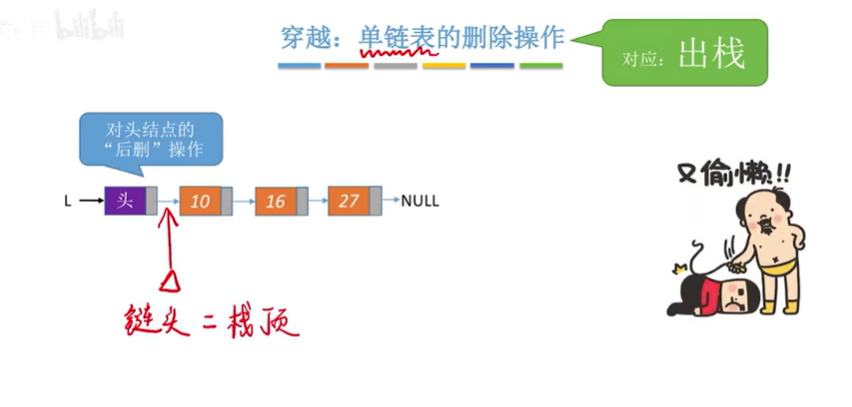 bilibili
穿越：单链表的删除操作
对应：出栈
对头结点的
“后删”操作
又偷懒!!
L 头 10 16 27 NULL
链头=栈顶